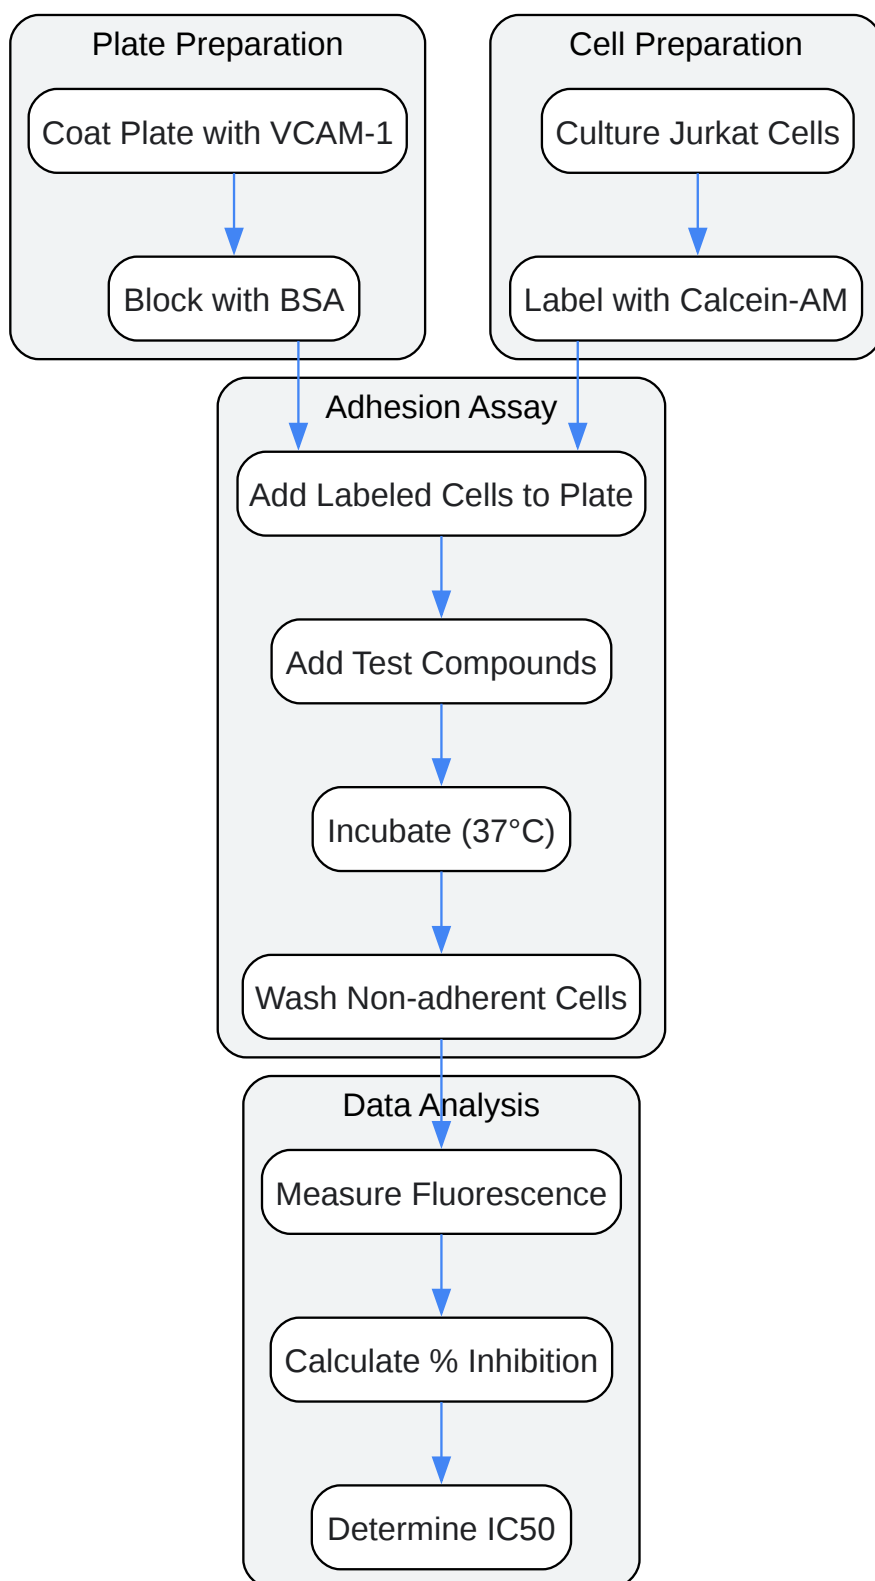 Plate Preparation
Coat Plate with VCAM-1
Block with BSA
Cell Preparation
Culture Jurkat Cells
Label with Calcein-AM
Adhesion Assay
Add Labeled Cells to Plate
Add Test Compounds
Incubate (37°C)
Wash Non-adherent Cells
Data Analysis
Measure Fluorescence
Calculate % Inhibition
Determine IC50